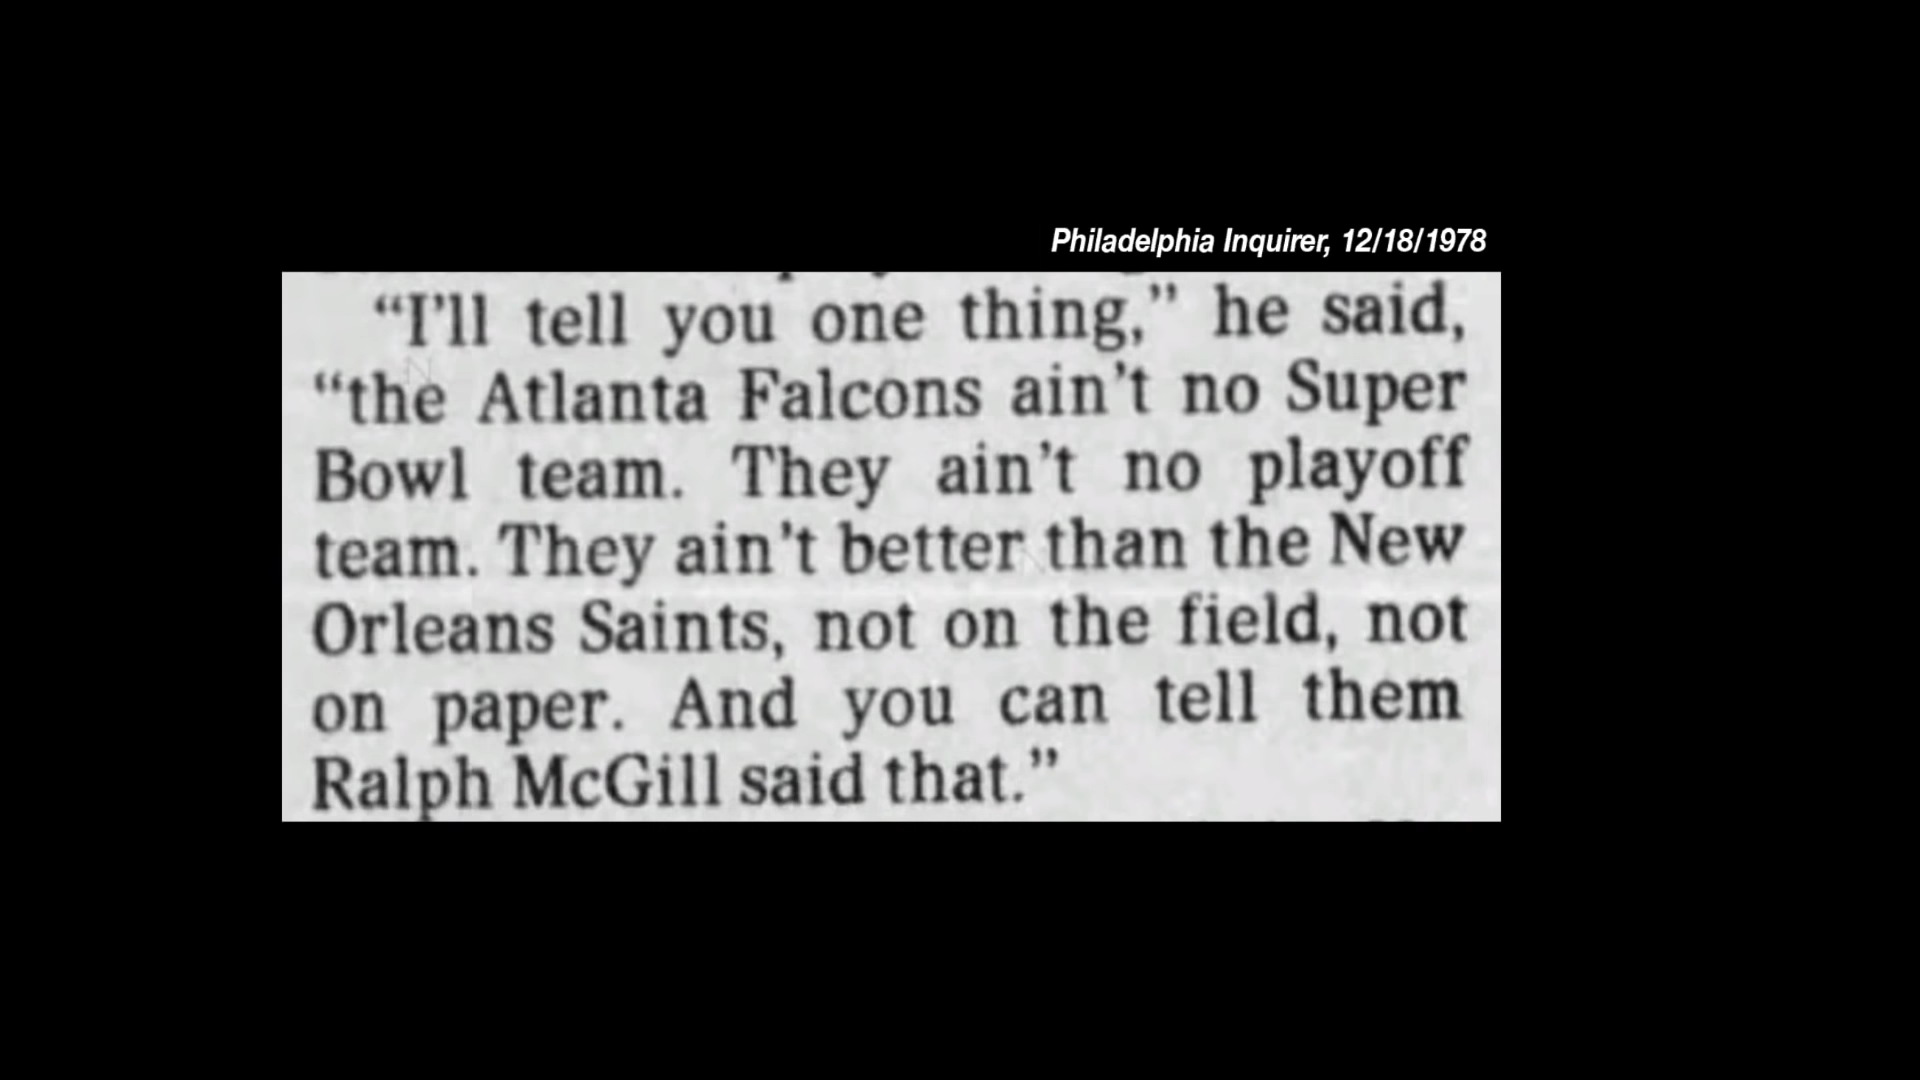 Philadelphia Inquirer, 12/18/1978
“I’ll tell you one thing,” he said,
“the Atlanta Falcons ain’t no Super
Bowl team. They ain’t no playoff
team. They ain’t better than the New
Orleans Saints, not on the field, not
on paper. And you can tell them
Ralph McGill said that.”